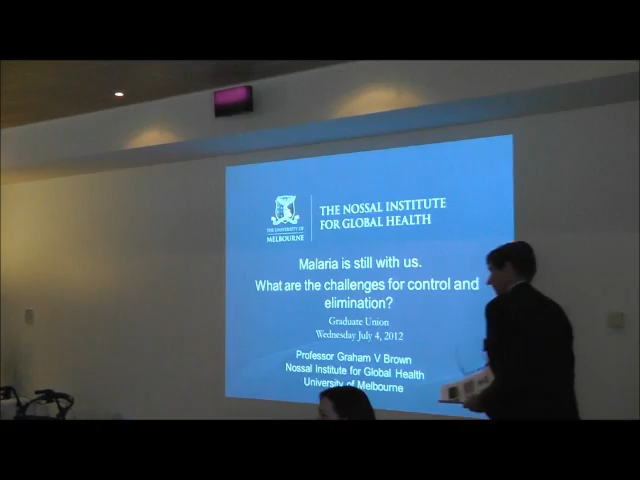 THE UNIVERSITY OF
MELBOURNE
THE NOSSAL INSTITUTE
FOR GLOBAL HEALTH
Malaria is still with us.
What are the challenges for control and
elimination?
Graduate Union
Wednesday July 4, 2012
Professor Graham V Brown
Nossal Institute for Global Health
University of Melbourne